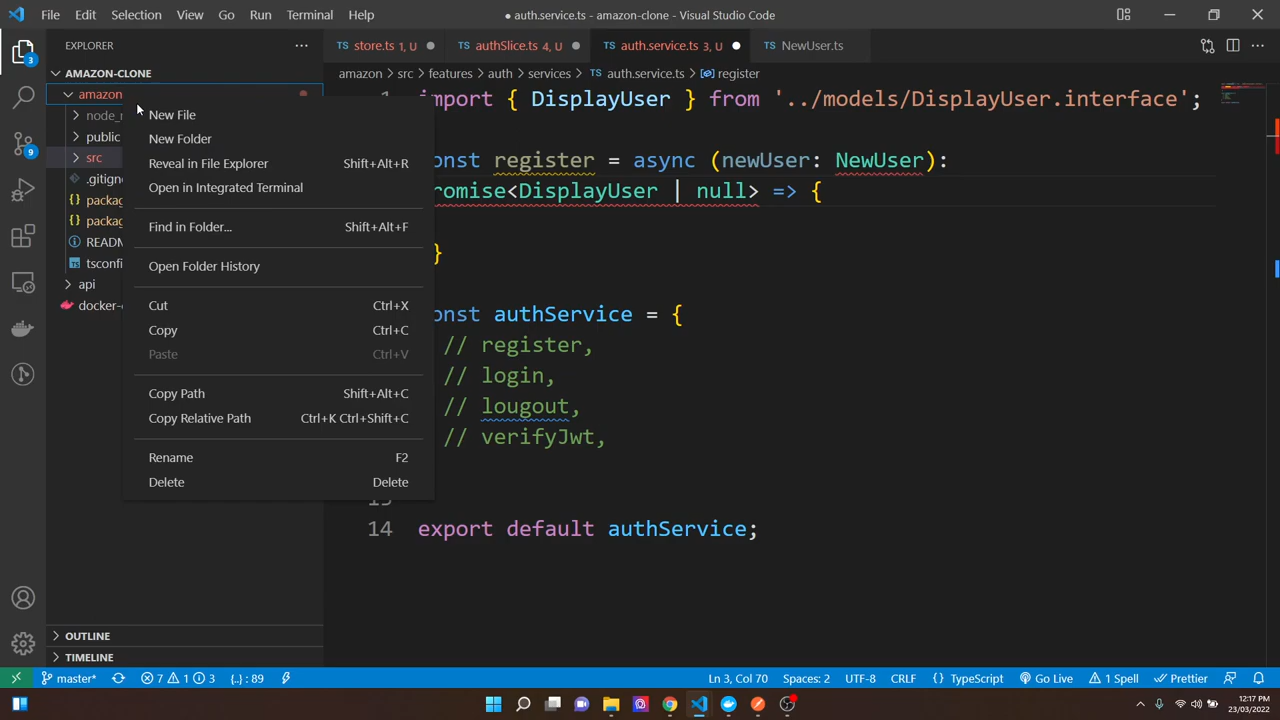 File Edit Selection View Go Run Terminal Help
● auth.service.ts - amazon-clone - Visual Studio Code
EXPLORER
AMAZON-CLONE
amazon
node_
public
src
.gitign
packag
packag
READM
tsconfi
api
docker-
OUTLINE
TIMELINE
3
9
New File
New Folder
Reveal in File Explorer Shift+Alt+R
Open in Integrated Terminal
Find in Folder... Shift+Alt+F
Open Folder History
Cut Ctrl+X
Copy Ctrl+C
Paste Ctrl+V
Copy Path Shift+Alt+C
Copy Relative Path Ctrl+K Ctrl+Shift+C
Rename F2
Delete Delete
TS store.ts 1, U
TS authSlice.ts 4, U
TS auth.service.ts 3, U
TS NewUser.ts
amazon > src > features > auth > services > TS auth.service.ts > register
import { DisplayUser } from '../models/DisplayUser.interface';
onst register = async (newUser: NewUser):
romise<DisplayUser | null> => {
}
onst authService = {
// register,
// login,
// lougout,
// verifyJwt,
14 export default authService;
master* 7 1 3 {..} : 89
Ln 3, Col 70 Spaces: 2 UTF-8 CRLF {} TypeScript Go Live 1 Spell Prettier
12:17 PM
23/03/2022